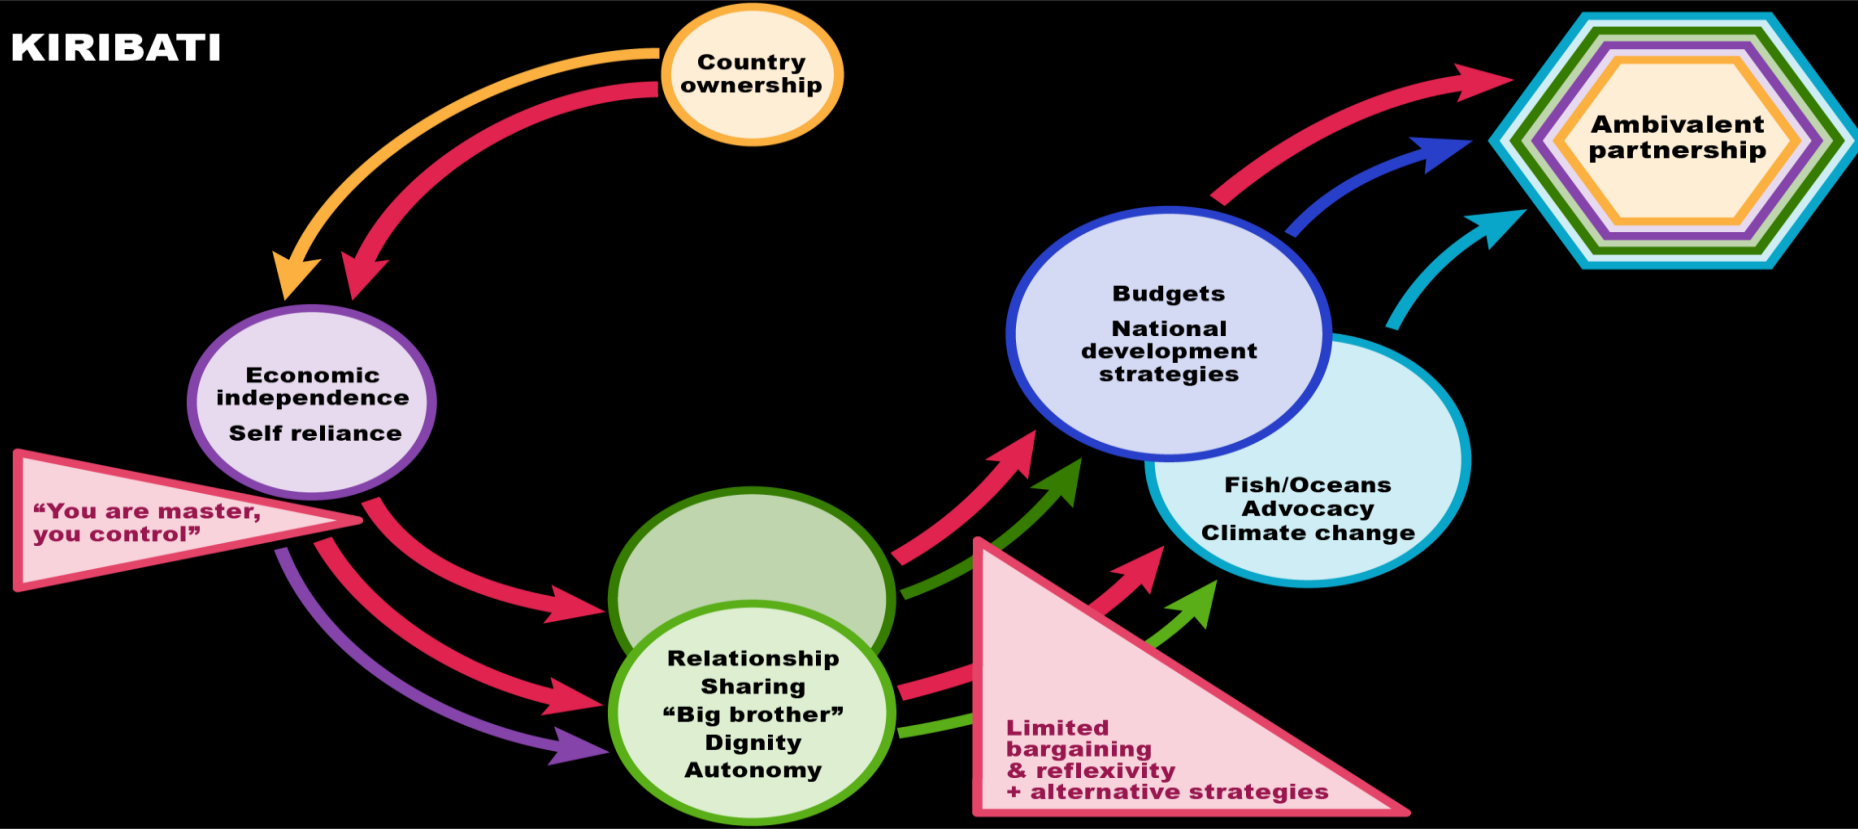 KIRIBATI
Country
ownership
Ambivalent
partnership
Economic
independence
Self reliance
“You are master,
you control”
Budgets
National
development
strategies
Fish/Oceans
Advocacy
Climate change
Relationship
Sharing
“Big brother”
Dignity
Autonomy
Limited
bargaining
& reflexivity
+ alternative strategies